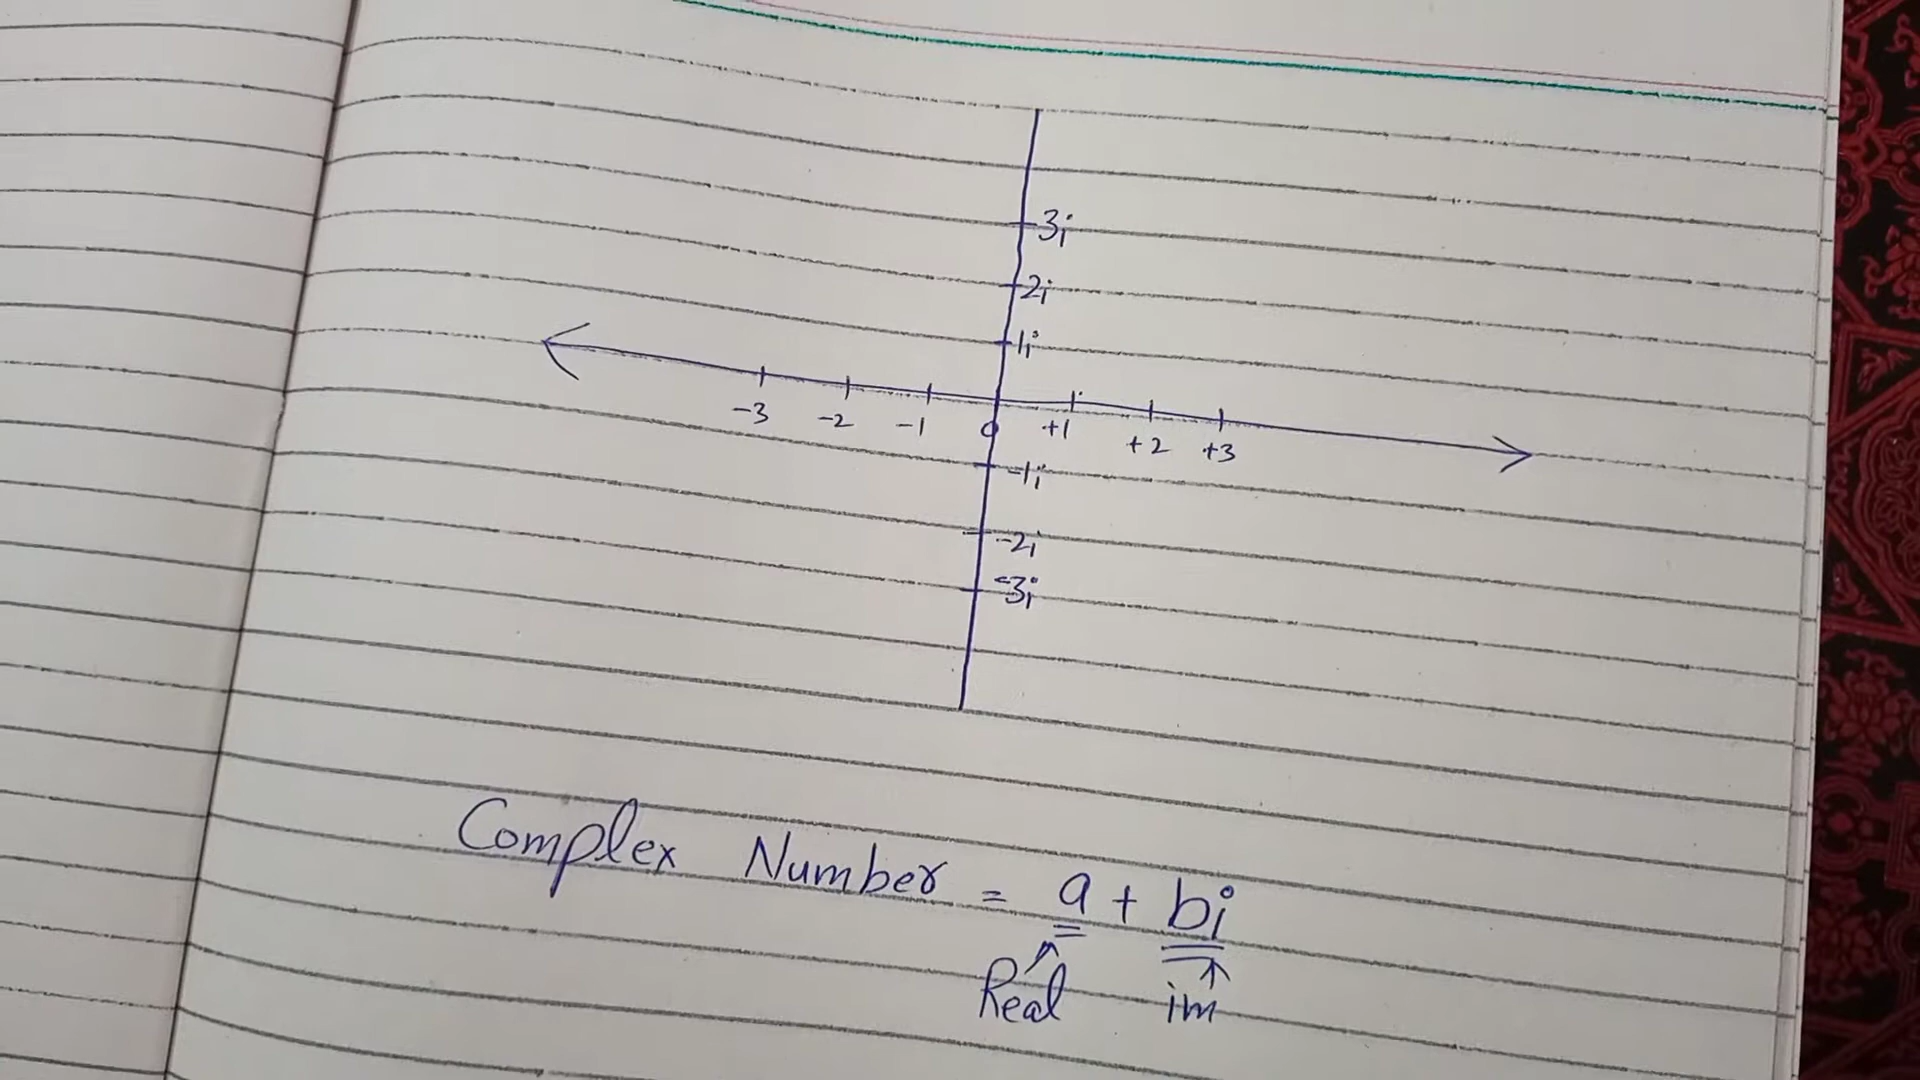 3i
2i
1i
-3 -2 -1 0 +1 +2 +3
-1i
-2i
-3i
Complex Number = a + bi
Real im